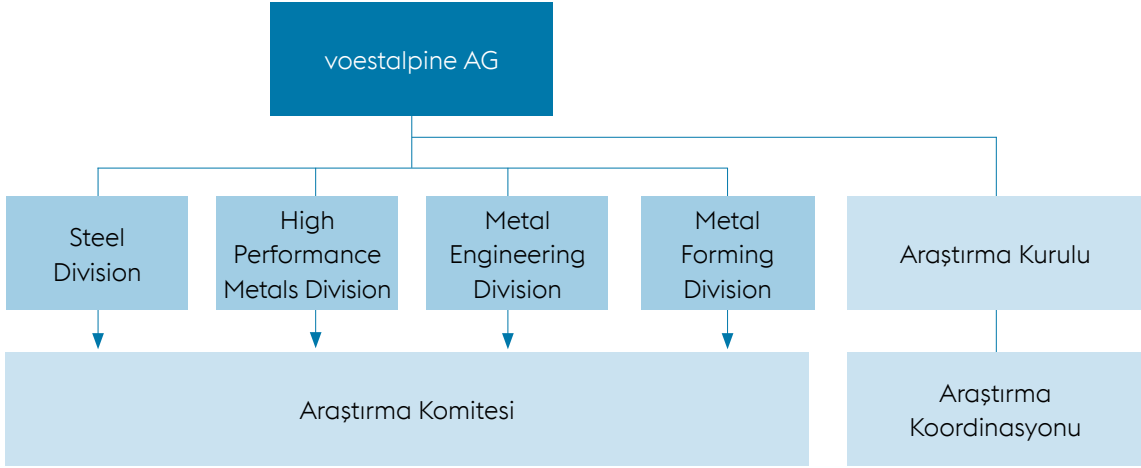 voestalpine AG
Steel
Division
High
Performance
Metals Division
Metal
Engineering
Division
Metal
Forming
Division
Araştırma Kurulu
Araştırma Komitesi
Araştırma
Koordinasyonu